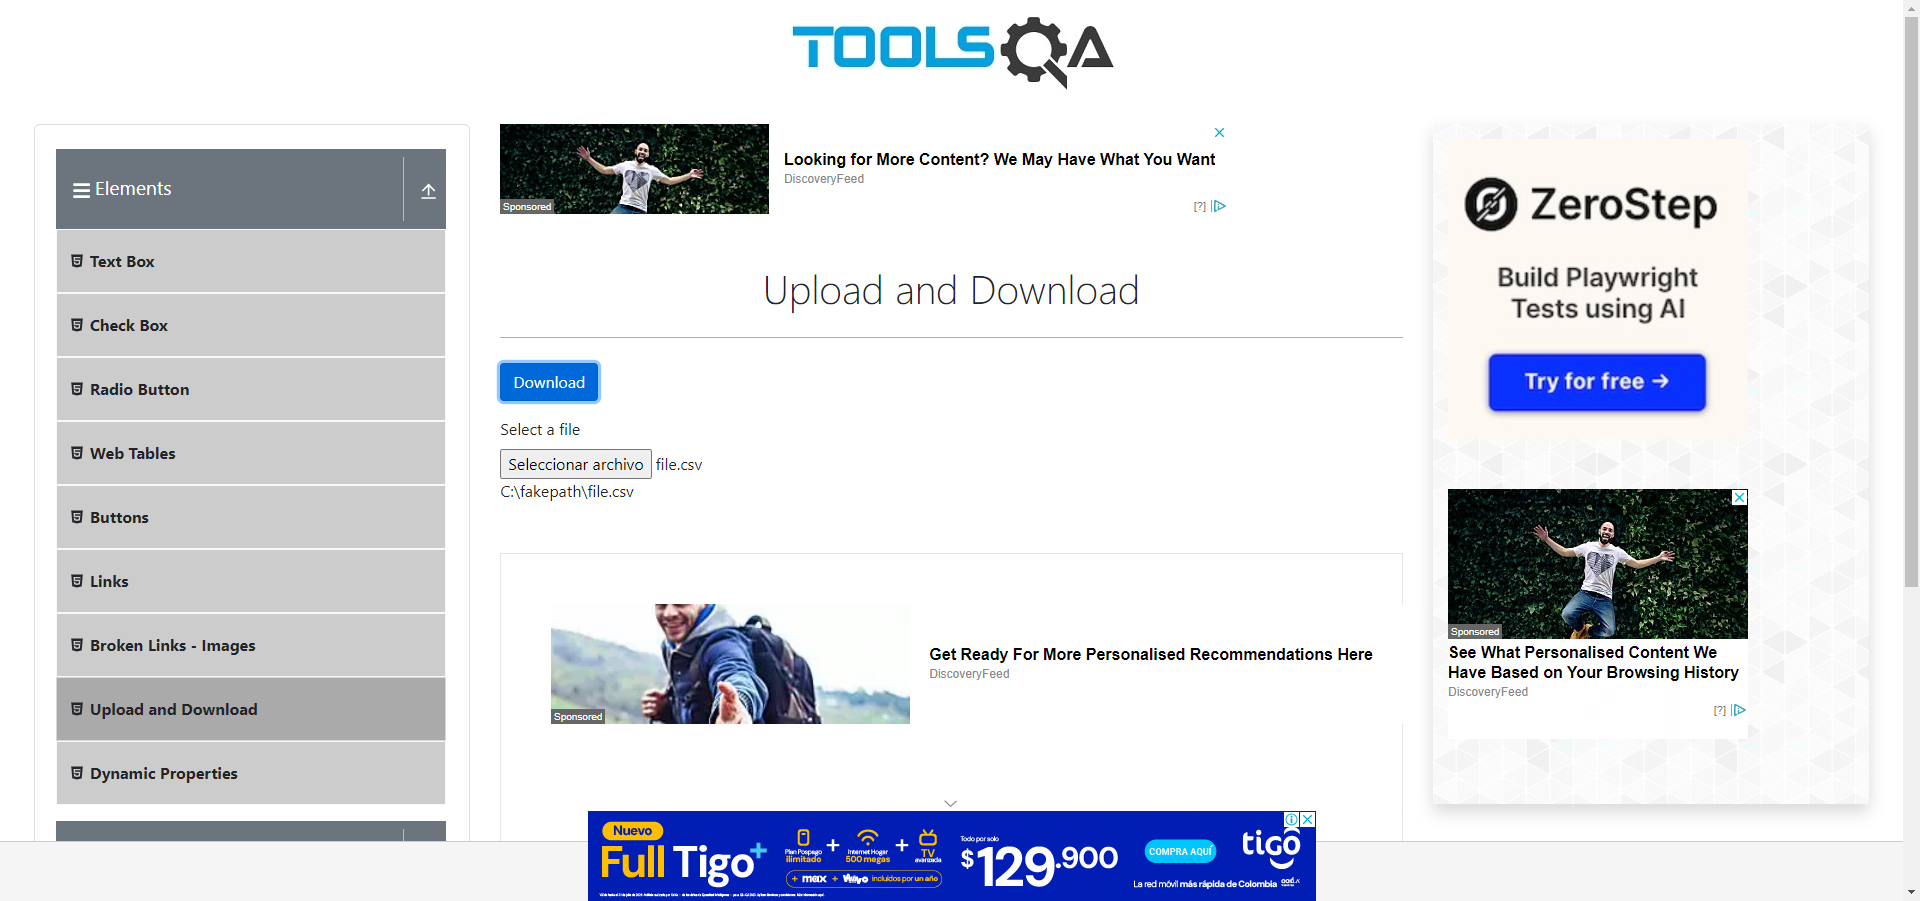 TOOLSQA
Elements
Text Box
Check Box
Radio Button
Web Tables
Buttons
Links
Broken Links - Images
Upload and Download
Dynamic Properties
Sponsored
Looking for More Content? We May Have What You Want
DiscoveryFeed
[?]
Upload and Download
Download
Select a file
Seleccionar archivo file.csv
C:\fakepath\file.csv
Sponsored
Get Ready For More Personalised Recommendations Here
DiscoveryFeed
ZeroStep
Build Playwright
Tests using AI
Try for free →
Sponsored
See What Personalised Content We
Have Based on Your Browsing History
DiscoveryFeed
[?]
Nuevo
Full Tigo+
Plan Pospago
ilimitado
+
Internet Hogar
500 megas
+
TV
avanzada
+ max + incluidos por un año
Todo por solo
$129.900
COMPRA AQUÍ
tigo
La red móvil más rápida de Colombia